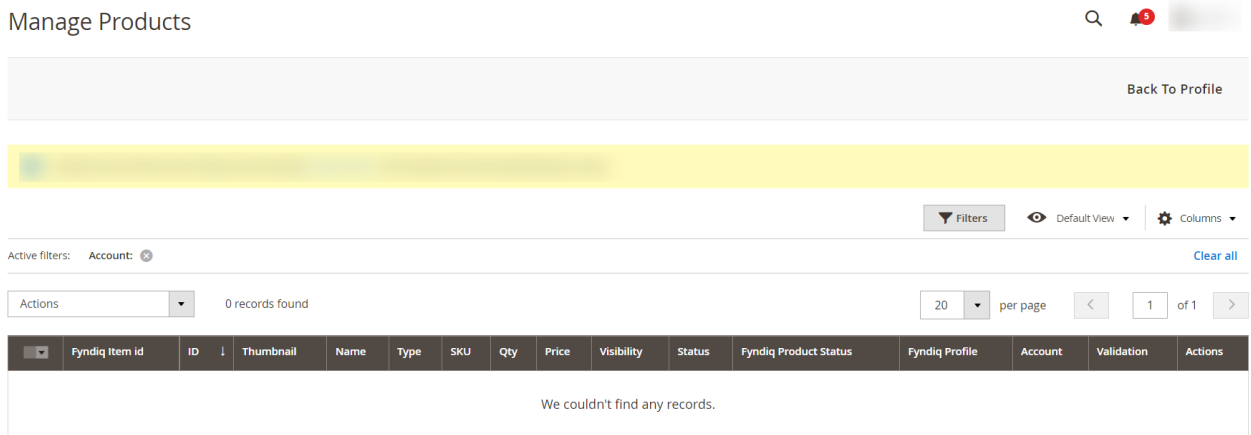 Manage Products
5
Back To Profile
Filters Default View Columns
Active filters: Account: Clear all
Actions 0 records found 20 per page 1 of 1
Fyndiq Item id ID ↓ Thumbnail Name Type SKU Qty Price Visibility Status Fyndiq Product Status Fyndiq Profile Account Validation Actions
We couldn't find any records.